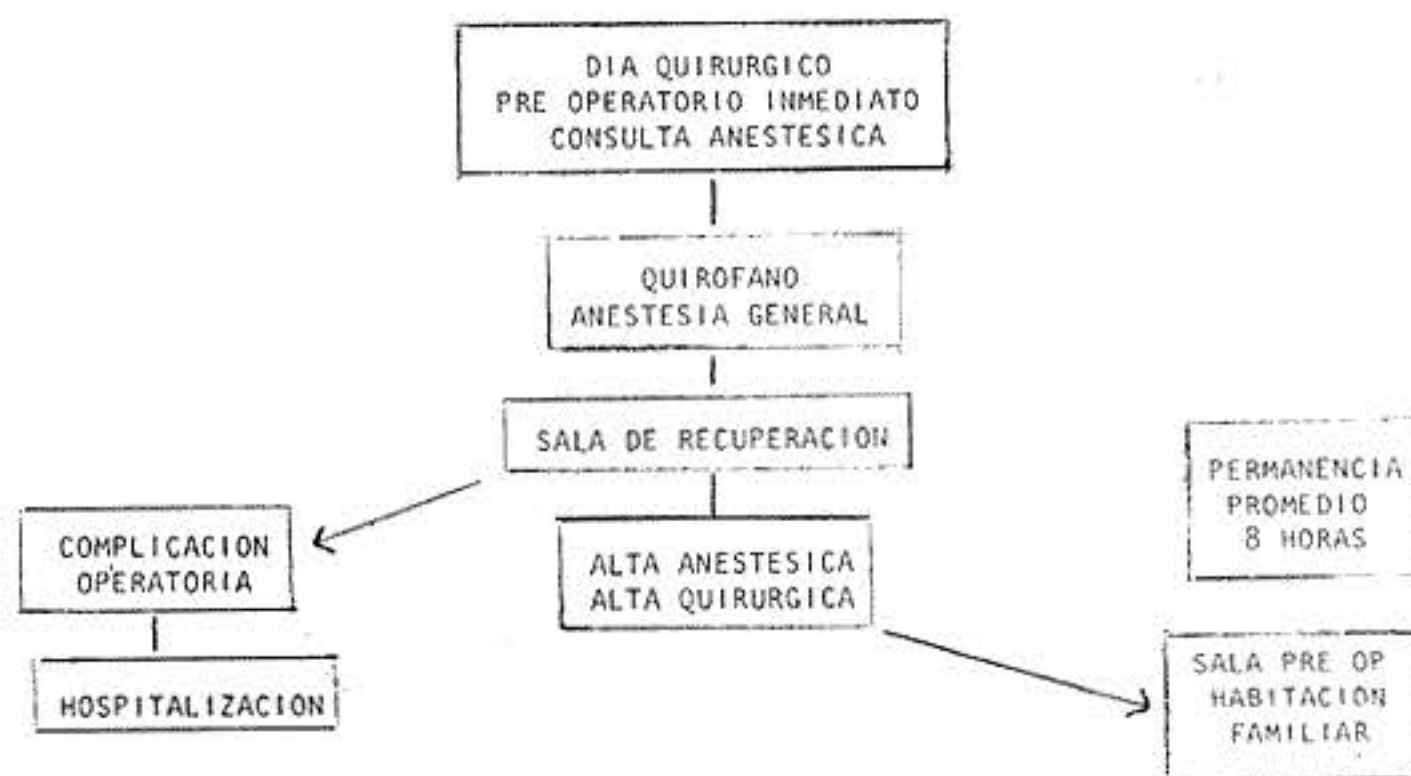 DIA QUIRURGICO
PRE OPERATORIO INMEDIATO
CONSULTA ANESTESICA
QUIROFANO
ANESTESIA GENERAL
SALA DE RECUPERACION
PERMANENCIA
PROMEDIO
8 HORAS
COMPLICACION
OPERATORIA
ALTA ANESTESICA
ALTA QUIRURGICA
HOSPITALIZACION
SALA PRE OP
HABITACION
FAMILIAR